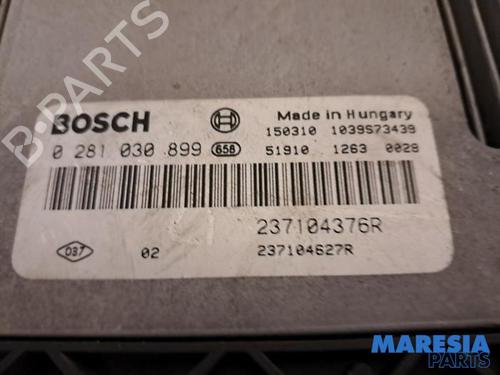 B-PARTS
BOSCH
Made in Hungary
150310 1039S73439
0 281 030 899 658
51910 1263 0028
237104376R
037 02 237104627R
MARESIA
PARTS